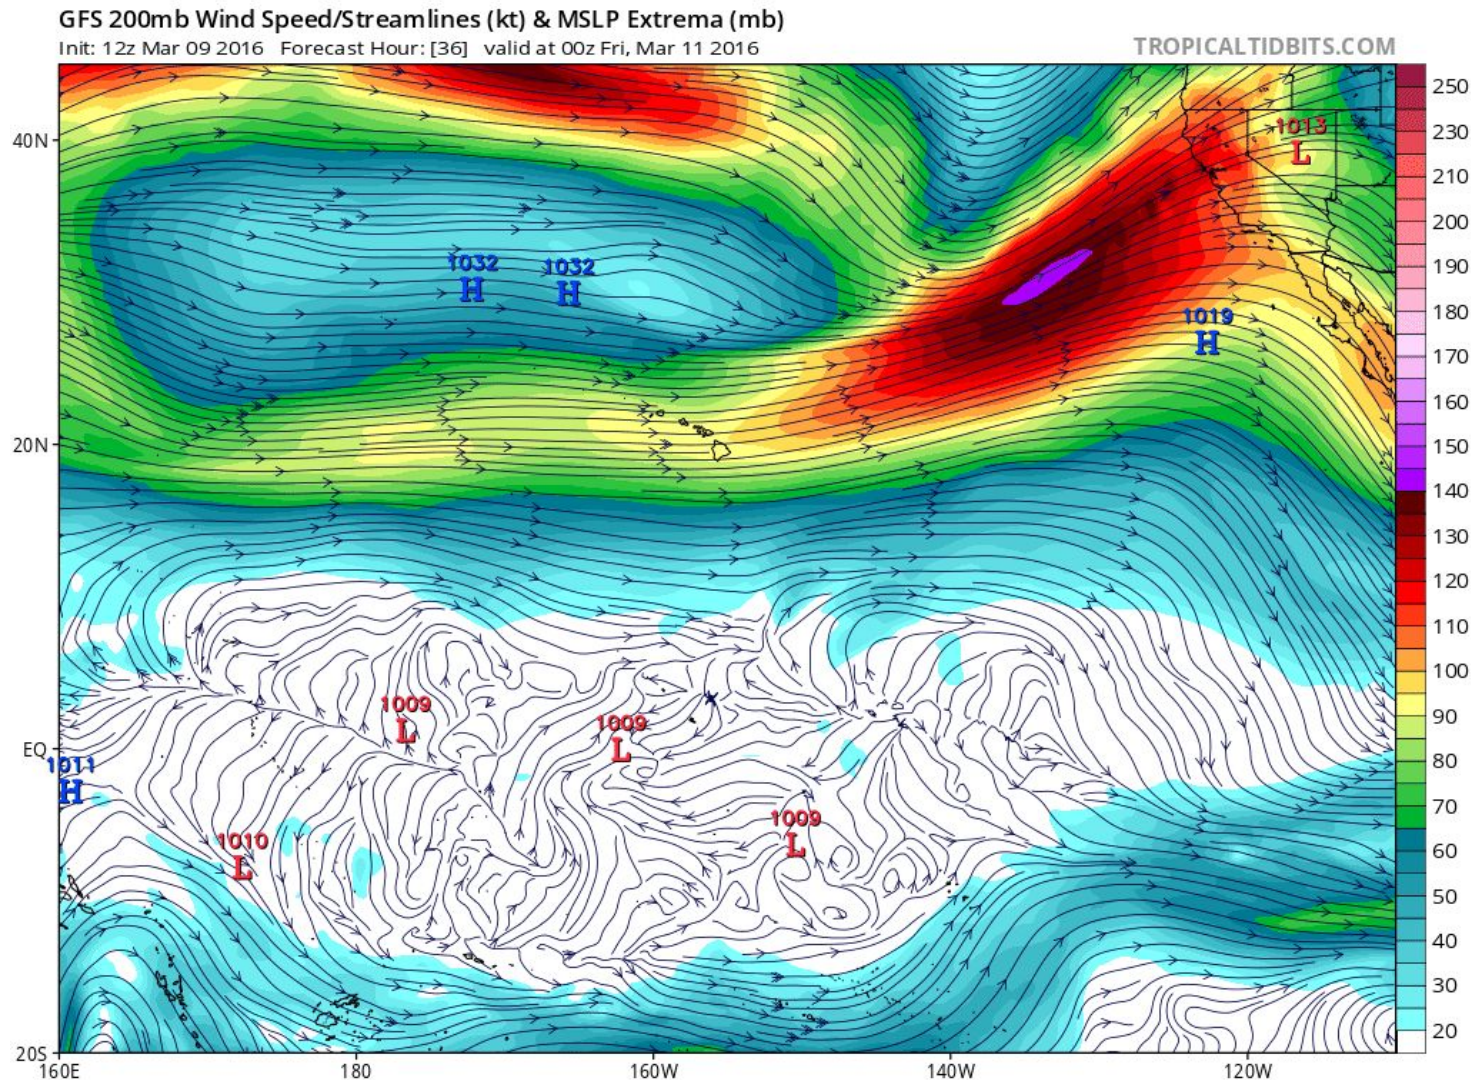 GFS 200mb Wind Speed/Streamlines (kt) & MSLP Extrema (mb)
Init: 12z Mar 09 2016 Forecast Hour: [36] valid at 00z Fri, Mar 11 2016
TROPICALTIDBITS.COM
40N
20N
EQ
20S
160E
180
160W
140W
120W
1013
L
1032
H
1032
H
1019
H
1009
L
1009
L
1011
H
1009
L
1010
L
250
230
210
200
190
180
170
160
150
140
130
120
110
100
90
80
70
60
50
40
30
20